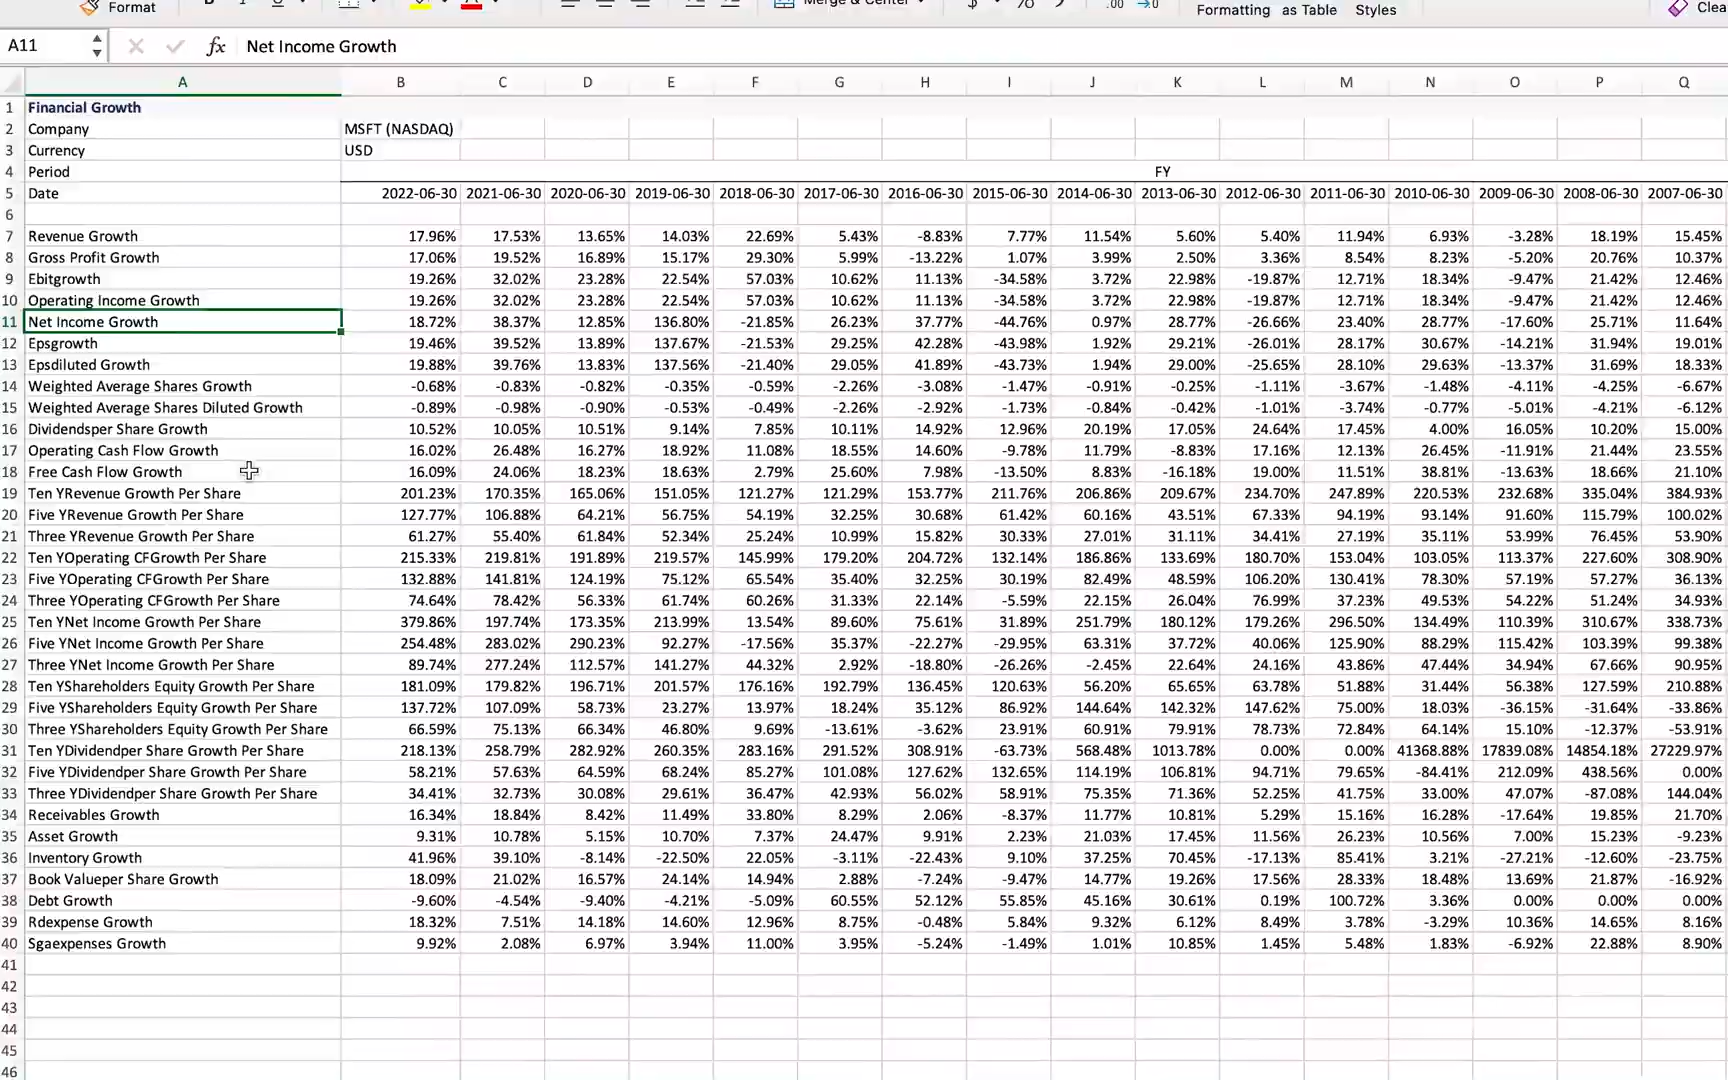 Format B I U Merge & Center $ % .00 →0 Formatting as Table Styles Clea
A11 fx Net Income Growth
A B C D E F G H I J K L M N O P Q
1 Financial Growth
2 Company MSFT (NASDAQ)
3 Currency USD
4 Period FY
5 Date 2022-06-30 2021-06-30 2020-06-30 2019-06-30 2018-06-30 2017-06-30 2016-06-30 2015-06-30 2014-06-30 2013-06-30 2012-06-30 2011-06-30 2010-06-30 2009-06-30 2008-06-30 2007-06-30
6
7 Revenue Growth 17.96% 17.53% 13.65% 14.03% 22.69% 5.43% -8.83% 7.77% 11.54% 5.60% 5.40% 11.94% 6.93% -3.28% 18.19% 15.45%
8 Gross Profit Growth 17.06% 19.52% 16.89% 15.17% 29.30% 5.99% -13.22% 1.07% 3.99% 2.50% 3.36% 8.54% 8.23% -5.20% 20.76% 10.37%
9 Ebitgrowth 19.26% 32.02% 23.28% 22.54% 57.03% 10.62% 11.13% -34.58% 3.72% 22.98% -19.87% 12.71% 18.34% -9.47% 21.42% 12.46%
10 Operating Income Growth 19.26% 32.02% 23.28% 22.54% 57.03% 10.62% 11.13% -34.58% 3.72% 22.98% -19.87% 12.71% 18.34% -9.47% 21.42% 12.46%
11 Net Income Growth 18.72% 38.37% 12.85% 136.80% -21.85% 26.23% 37.77% -44.76% 0.97% 28.77% -26.66% 23.40% 28.77% -17.60% 25.71% 11.64%
12 Epsgrowth 19.46% 39.52% 13.89% 137.67% -21.53% 29.25% 42.28% -43.98% 1.92% 29.21% -26.01% 28.17% 30.67% -14.21% 31.94% 19.01%
13 Epsdiluted Growth 19.88% 39.76% 13.83% 137.56% -21.40% 29.05% 41.89% -43.73% 1.94% 29.00% -25.65% 28.10% 29.63% -13.37% 31.69% 18.33%
14 Weighted Average Shares Growth -0.68% -0.83% -0.82% -0.35% -0.59% -2.26% -3.08% -1.47% -0.91% -0.25% -1.11% -3.67% -1.48% -4.11% -4.25% -6.67%
15 Weighted Average Shares Diluted Growth -0.89% -0.98% -0.90% -0.53% -0.49% -2.26% -2.92% -1.73% -0.84% -0.42% -1.01% -3.74% -0.77% -5.01% -4.21% -6.12%
16 Dividendsper Share Growth 10.52% 10.05% 10.51% 9.14% 7.85% 10.11% 14.92% 12.96% 20.19% 17.05% 24.64% 17.45% 4.00% 16.05% 10.20% 15.00%
17 Operating Cash Flow Growth 16.02% 26.48% 16.27% 18.92% 11.08% 18.55% 14.60% -9.78% 11.79% -8.83% 17.16% 12.13% 26.45% -11.91% 21.44% 23.55%
18 Free Cash Flow Growth 16.09% 24.06% 18.23% 18.63% 2.79% 25.60% 7.98% -13.50% 8.83% -16.18% 19.00% 11.51% 38.81% -13.63% 18.66% 21.10%
19 Ten YRevenue Growth Per Share 201.23% 170.35% 165.06% 151.05% 121.27% 121.29% 153.77% 211.76% 206.86% 209.67% 234.70% 247.89% 220.53% 232.68% 335.04% 384.93%
20 Five YRevenue Growth Per Share 127.77% 106.88% 64.21% 56.75% 54.19% 32.25% 30.68% 61.42% 60.16% 43.51% 67.33% 94.19% 93.14% 91.60% 115.79% 100.02%
21 Three YRevenue Growth Per Share 61.27% 55.40% 61.84% 52.34% 25.24% 10.99% 15.82% 30.33% 27.01% 31.11% 34.41% 27.19% 35.11% 53.99% 76.45% 53.90%
22 Ten YOperating CFGrowth Per Share 215.33% 219.81% 191.89% 219.57% 145.99% 179.20% 204.72% 132.14% 186.86% 133.69% 180.70% 153.04% 103.05% 113.37% 227.60% 308.90%
23 Five YOperating CFGrowth Per Share 132.88% 141.81% 124.19% 75.12% 65.54% 35.40% 32.25% 30.19% 82.49% 48.59% 106.20% 130.41% 78.30% 57.19% 57.27% 36.13%
24 Three YOperating CFGrowth Per Share 74.64% 78.42% 56.33% 61.74% 60.26% 31.33% 22.14% -5.59% 22.15% 26.04% 76.99% 37.23% 49.53% 54.22% 51.24% 34.93%
25 Ten YNet Income Growth Per Share 379.86% 197.74% 173.35% 213.99% 13.54% 89.60% 75.61% 31.89% 251.79% 180.12% 179.26% 296.50% 134.49% 110.39% 310.67% 338.73%
26 Five YNet Income Growth Per Share 254.48% 283.02% 290.23% 92.27% -17.56% 35.37% -22.27% -29.95% 63.31% 37.72% 40.06% 125.90% 88.29% 115.42% 103.39% 99.38%
27 Three YNet Income Growth Per Share 89.74% 277.24% 112.57% 141.27% 44.32% 2.92% -18.80% -26.26% -2.45% 22.64% 24.16% 43.86% 47.44% 34.94% 67.66% 90.95%
28 Ten YShareholders Equity Growth Per Share 181.09% 179.82% 196.71% 201.57% 176.16% 192.79% 136.45% 120.63% 56.20% 65.65% 63.78% 51.88% 31.44% 56.38% 127.59% 210.88%
29 Five YShareholders Equity Growth Per Share 137.72% 107.09% 58.73% 23.27% 13.97% 18.24% 35.12% 86.92% 144.64% 142.32% 147.62% 75.00% 18.03% -36.15% -31.64% -33.86%
30 Three YShareholders Equity Growth Per Share 66.59% 75.13% 66.34% 46.80% 9.69% -13.61% -3.62% 23.91% 60.91% 79.91% 78.73% 72.84% 64.14% 15.10% -12.37% -53.91%
31 Ten YDividendper Share Growth Per Share 218.13% 258.79% 282.92% 260.35% 283.16% 291.52% 308.91% -63.73% 568.48% 1013.78% 0.00% 0.00% 41368.88% 17839.08% 14854.18% 27229.97%
32 Five YDividendper Share Growth Per Share 58.21% 57.63% 64.59% 68.24% 85.27% 101.08% 127.62% 132.65% 114.19% 106.81% 94.71% 79.65% -84.41% 212.09% 438.56% 0.00%
33 Three YDividendper Share Growth Per Share 34.41% 32.73% 30.08% 29.61% 36.47% 42.93% 56.02% 58.91% 75.35% 71.36% 52.25% 41.75% 33.00% 47.07% -87.08% 144.04%
34 Receivables Growth 16.34% 18.84% 8.42% 11.49% 33.80% 8.29% 2.06% -8.37% 11.77% 10.81% 5.29% 15.16% 16.28% -17.64% 19.85% 21.70%
35 Asset Growth 9.31% 10.78% 5.15% 10.70% 7.37% 24.47% 9.91% 2.23% 21.03% 17.45% 11.56% 26.23% 10.56% 7.00% 15.23% -9.23%
36 Inventory Growth 41.96% 39.10% -8.14% -22.50% 22.05% -3.11% -22.43% 9.10% 37.25% 70.45% -17.13% 85.41% 3.21% -27.21% -12.60% -23.75%
37 Book Valueper Share Growth 18.09% 21.02% 16.57% 24.14% 14.94% 2.88% -7.24% -9.47% 14.77% 19.26% 17.56% 28.33% 18.48% 13.69% 21.87% -16.92%
38 Debt Growth -9.60% -4.54% -9.40% -4.21% -5.09% 60.55% 52.12% 55.85% 45.16% 30.61% 0.19% 100.72% 3.36% 0.00% 0.00% 0.00%
39 Rdexpense Growth 18.32% 7.51% 14.18% 14.60% 12.96% 8.75% -0.48% 5.84% 9.32% 6.12% 8.49% 3.78% -3.29% 10.36% 14.65% 8.16%
40 Sgaexpenses Growth 9.92% 2.08% 6.97% 3.94% 11.00% 3.95% -5.24% -1.49% 1.01% 10.85% 1.45% 5.48% 1.83% -6.92% 22.88% 8.90%
41
42
43
44
45
46